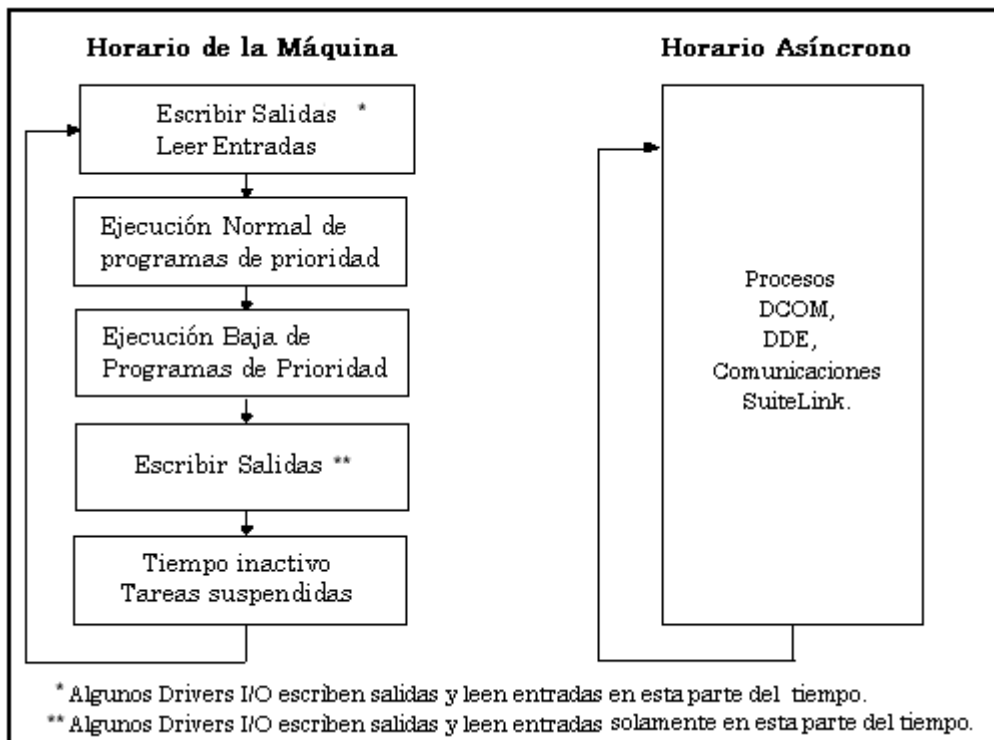 Horario de la Máquina
Escribir Salidas *
Leer Entradas
Ejecución Normal de
programas de prioridad
Ejecución Baja de
Programas de Prioridad
Escribir Salidas **
Tiempo inactivo
Tareas suspendidas
Horario Asíncrono
Procesos
DCOM,
DDE,
Comunicaciones
SuiteLink.
* Algunos Drivers I/O escriben salidas y leen entradas en esta parte del tiempo.
** Algunos Drivers I/O escriben salidas y leen entradas solamente en esta parte del tiempo.